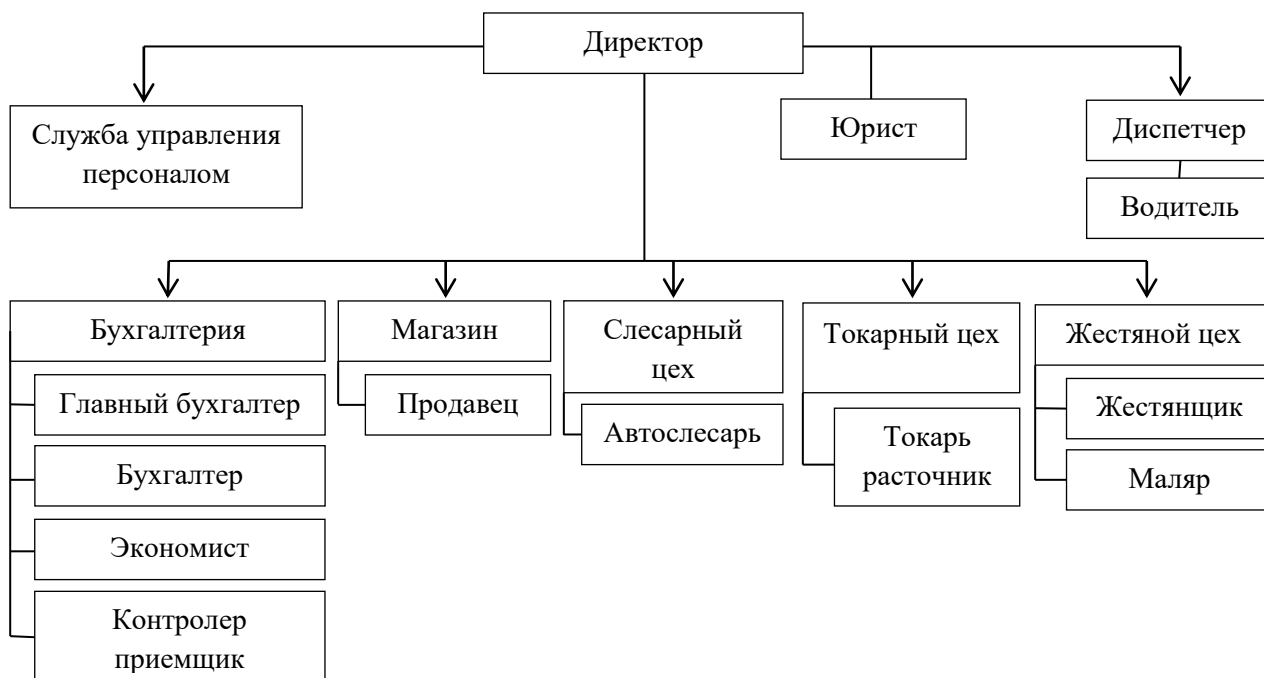 Директор
Служба управления
персоналом
Юрист
Диспетчер
Водитель
Бухгалтерия
Магазин
Слесарный
цех
Токарный цех
Жестяной цех
Главный бухгалтер
Продавец
Автослесарь
Токарь
расточник
Жестянщик
Бухгалтер
Маляр
Экономист
Контролер
приемщик